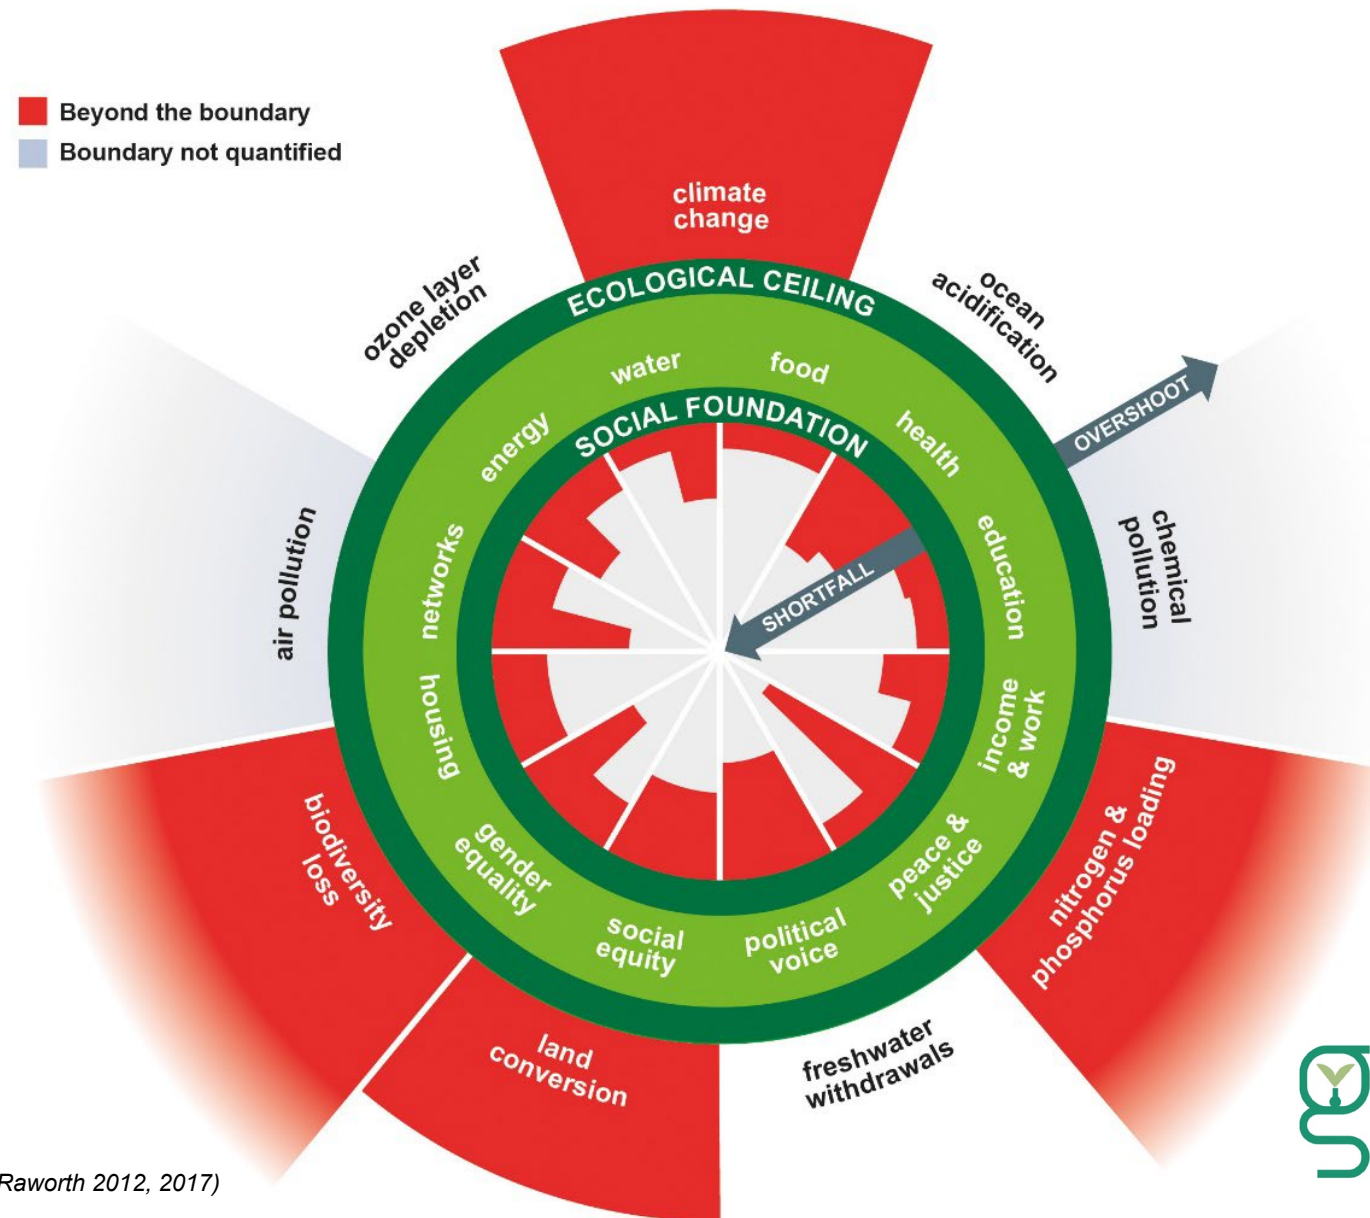 Beyond the boundary
Boundary not quantified
climate
change
ozone layer
depletion
ocean
acidification
ECOLOGICAL CEILING
water
food
energy
health
SOCIAL FOUNDATION
OVERSHOOT
networks
education
air pollution
chemical
pollution
SHORTFALL
housing
income
& work
biodiversity
loss
gender
equality
peace &
justice
nitrogen &
phosphorus loading
social
equity
political
voice
land
conversion
freshwater
withdrawals
Raworth 2012, 2017)